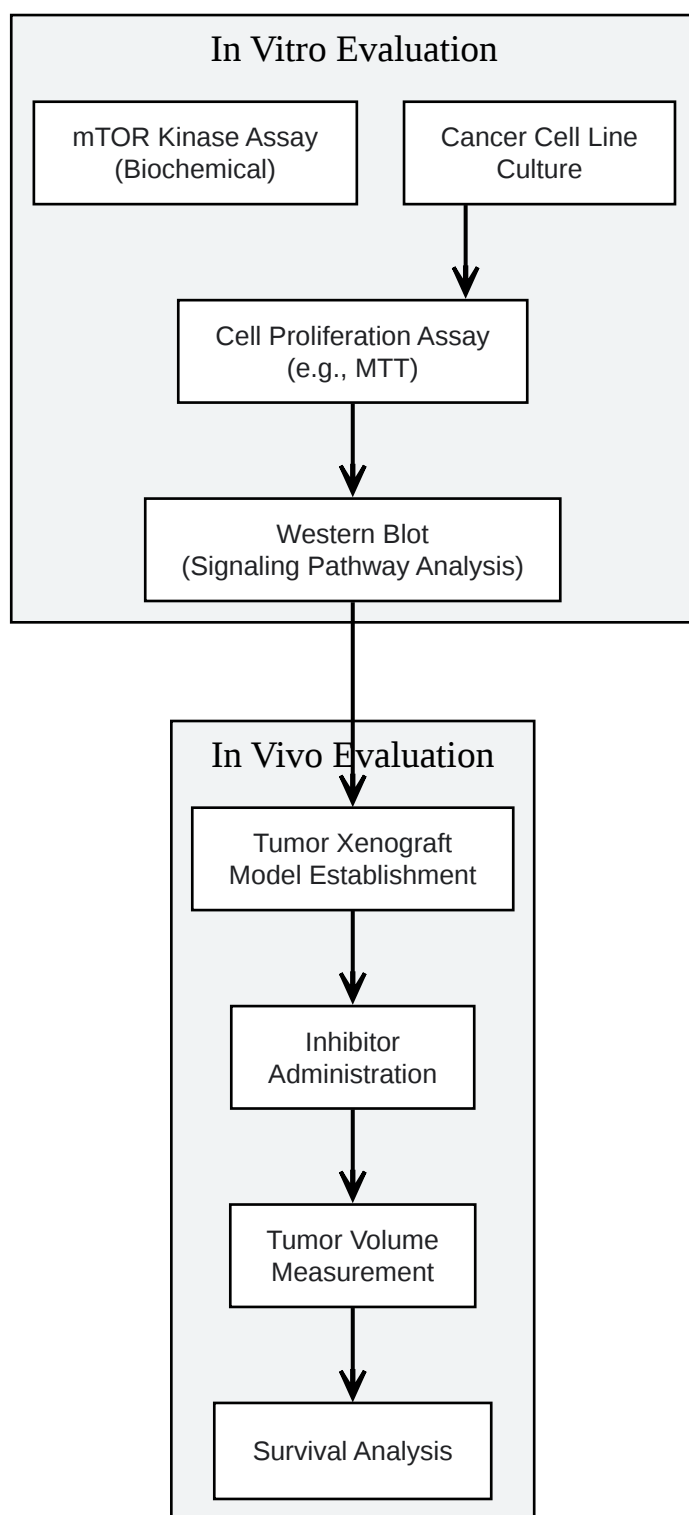 In Vitro Evaluation
mTOR Kinase Assay
(Biochemical)
Cancer Cell Line
Culture
Cell Proliferation Assay
(e.g., MTT)
Western Blot
(Signaling Pathway Analysis)
In Vivo Evaluation
Tumor Xenograft
Model Establishment
Inhibitor
Administration
Tumor Volume
Measurement
Survival Analysis